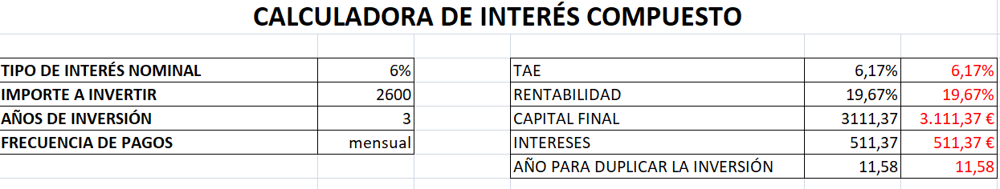 CALCULADORA DE INTERÉS COMPUESTO
TIPO DE INTERÉS NOMINAL 6% TAE 6,17% 6,17%
IMPORTE A INVERTIR 2600 RENTABILIDAD 19,67% 19,67%
AÑOS DE INVERSIÓN 3 CAPITAL FINAL 3111,37 3.111,37 €
FRECUENCIA DE PAGOS mensual INTERESES 511,37 511,37 €
AÑO PARA DUPLICAR LA INVERSIÓN 11,58 11,58